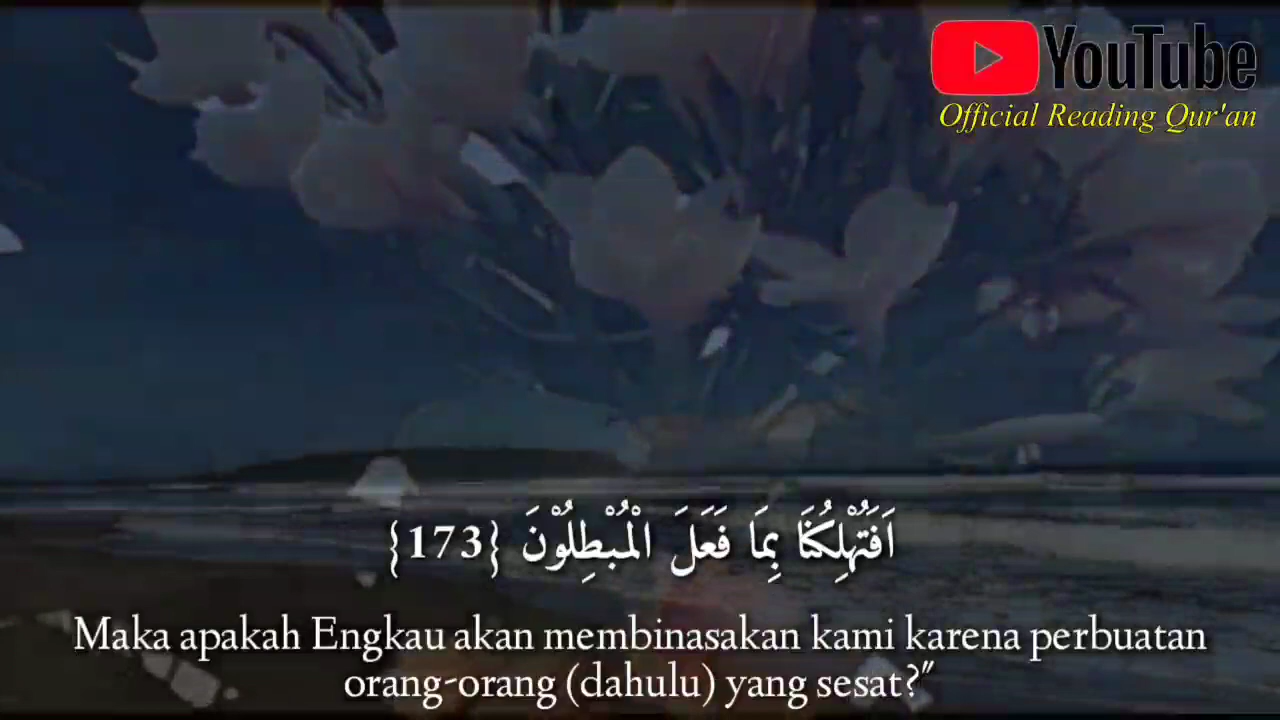 YouTube
Official Reading Qur'an
اَفَتُهْلِكُنَا بِمَا فَعَلَ الْمُبْطِلُوْنَ {173}
Maka apakah Engkau akan membinasakan kami karena perbuatan
orang-orang (dahulu) yang sesat?"